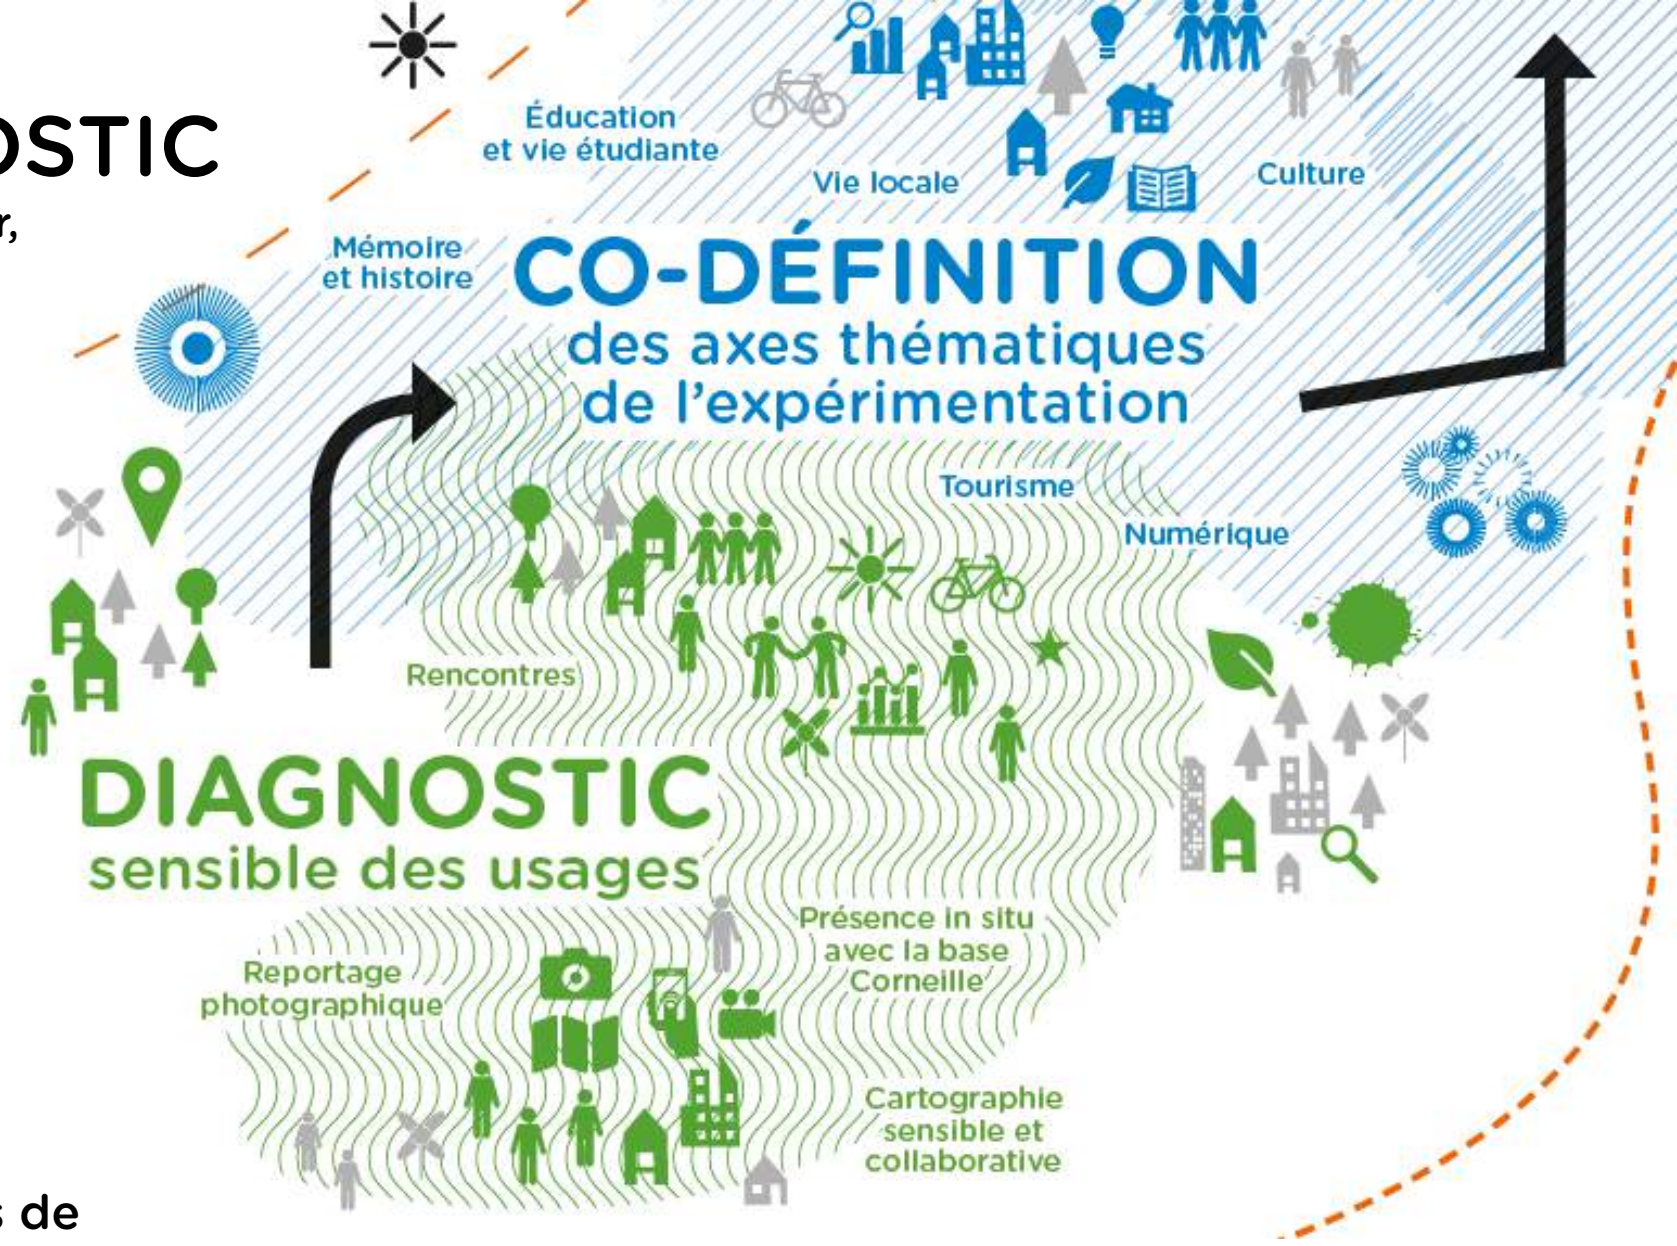 OSTIC
r,
Éducation
et vie étudiante
Vie locale
Culture
Mémoire
et histoire
CO-DÉFINITION
des axes thématiques
de l’expérimentation
Tourisme
Numérique
Rencontres
DIAGNOSTIC
sensible des usages
Présence in situ
avec la base
Corneille
Reportage
photographique
Cartographie
sensible et
collaborative
s de